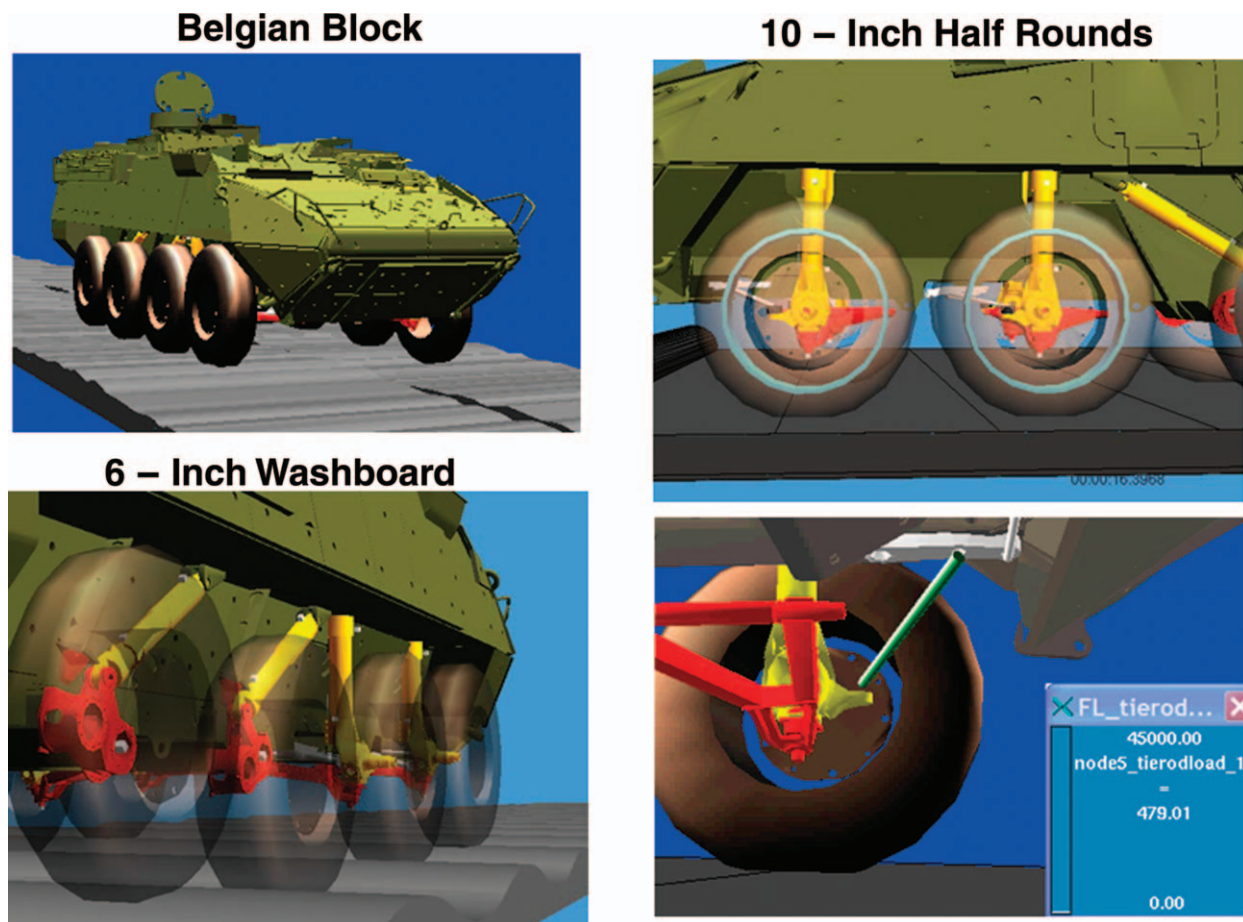 Belgian Block
10 – Inch Half Rounds
00:00:16.3968
6 – Inch Washboard
FL_tierod...
45000.00
node5_tierodload_1
=
479.01
0.00